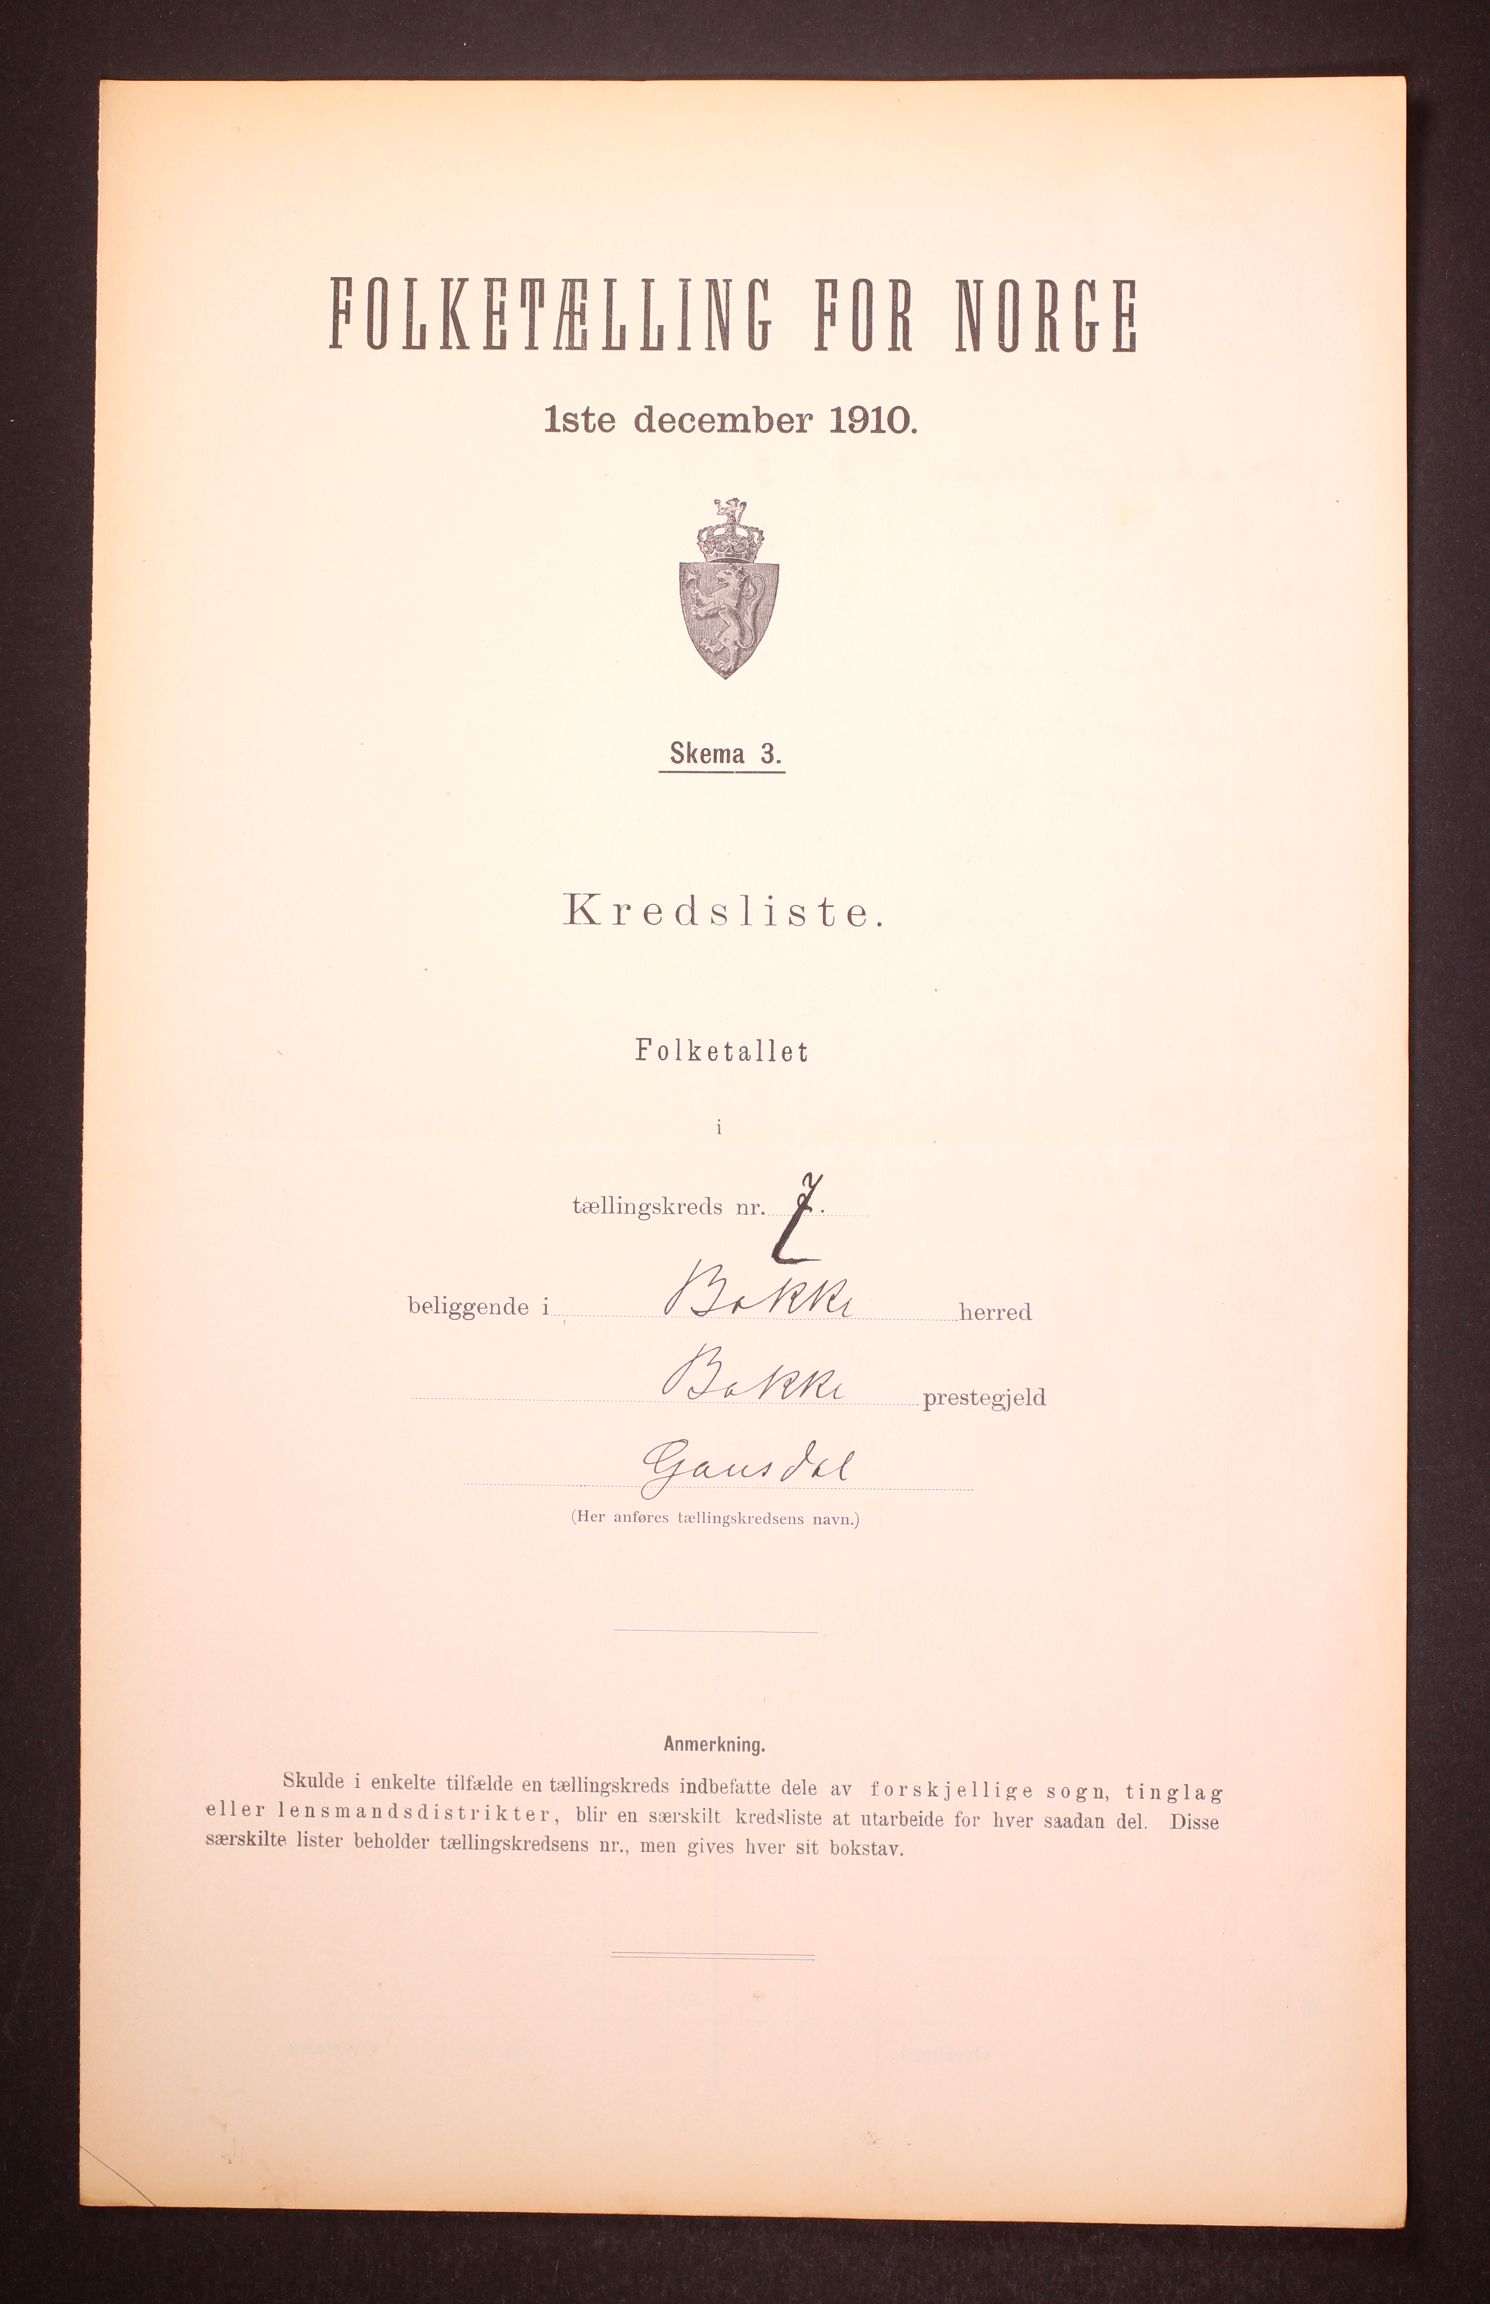 FOLKETÆLLING FOR NORGE
1ste december 1910.
Skema 3.
Kredsliste.
Folketallet
i
tællingskreds nr. 7.
beliggende i Bakke herred
Bakke prestegjeld
Gausdal
(Her anføres tællingskredsens navn.)
Anmerkning.
Skulde i enkelte tilfælde en tællingskreds indbefatte dele av forskjellige sogn, tinglag
eller lensmandsdistrikter, blir en særskilt kredsliste at utarbeide for hver saadan del. Disse
særskilte lister beholder tællingskredsens nr., men gives hver sit bokstav.